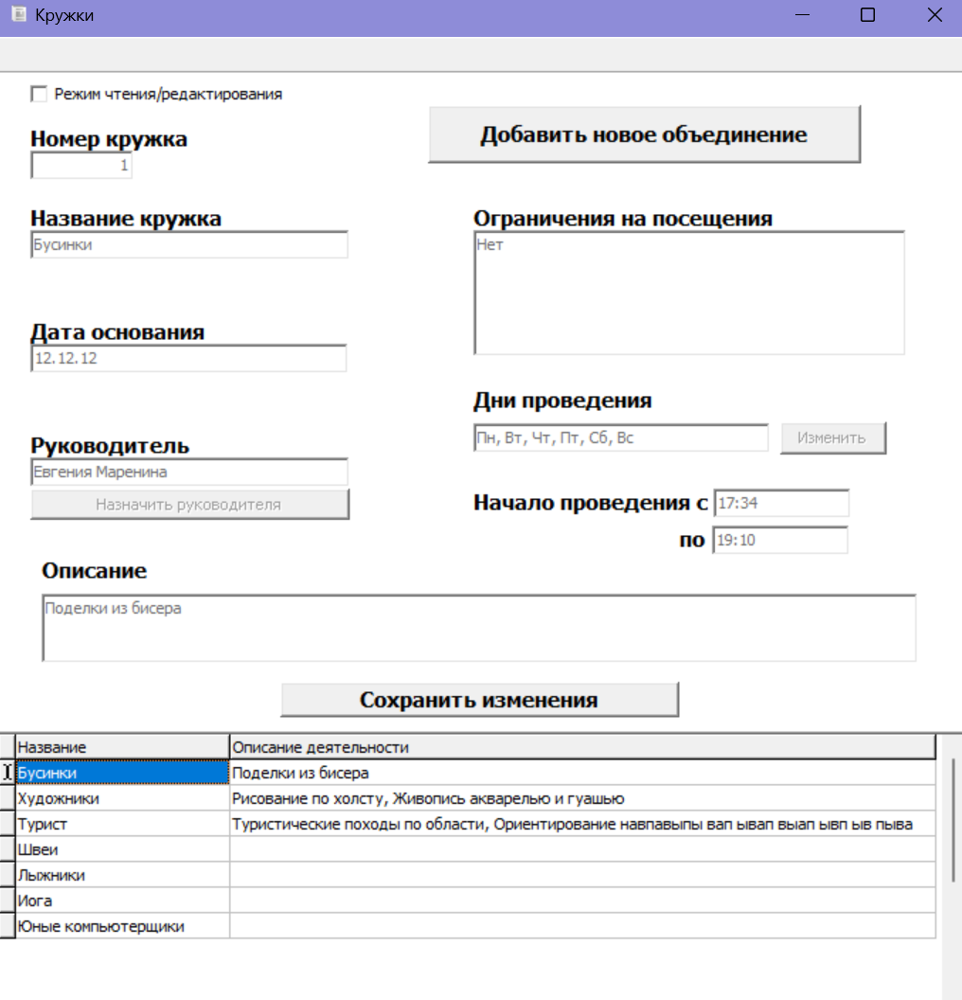 Кружки
Режим чтения/редактирования
Добавить новое объединение
Номер кружка
1
Название кружка
Бусинки
Ограничения на посещения
Нет
Дата основания
12.12.12
Дни проведения
Пн, Вт, Чт, Пт, Сб, Вс
Изменить
Руководитель
Евгения Маренина
Назначить руководителя
Начало проведения с 17:34
по 19:10
Описание
Поделки из бисера
Сохранить изменения
Название Описание деятельности
Бусинки Поделки из бисера
Художники Рисование по холсту, Живопись акварелью и гуашью
Турист Туристические походы по области, Ориентирование навпавыпы вап ывап выап ывп ыв пыва
Швеи
Лыжники
Иога
Юные компьютерщики